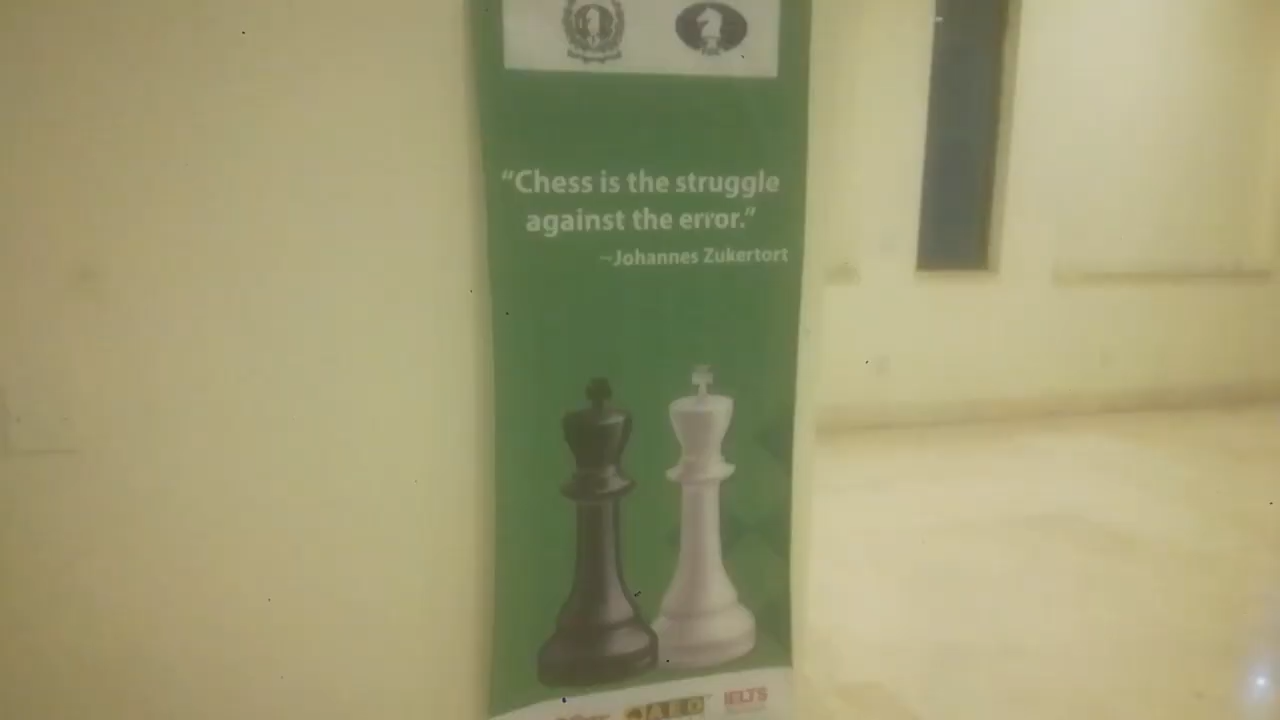 “Chess is the struggle
against the error.”
~Johannes Zukertort
IELTS